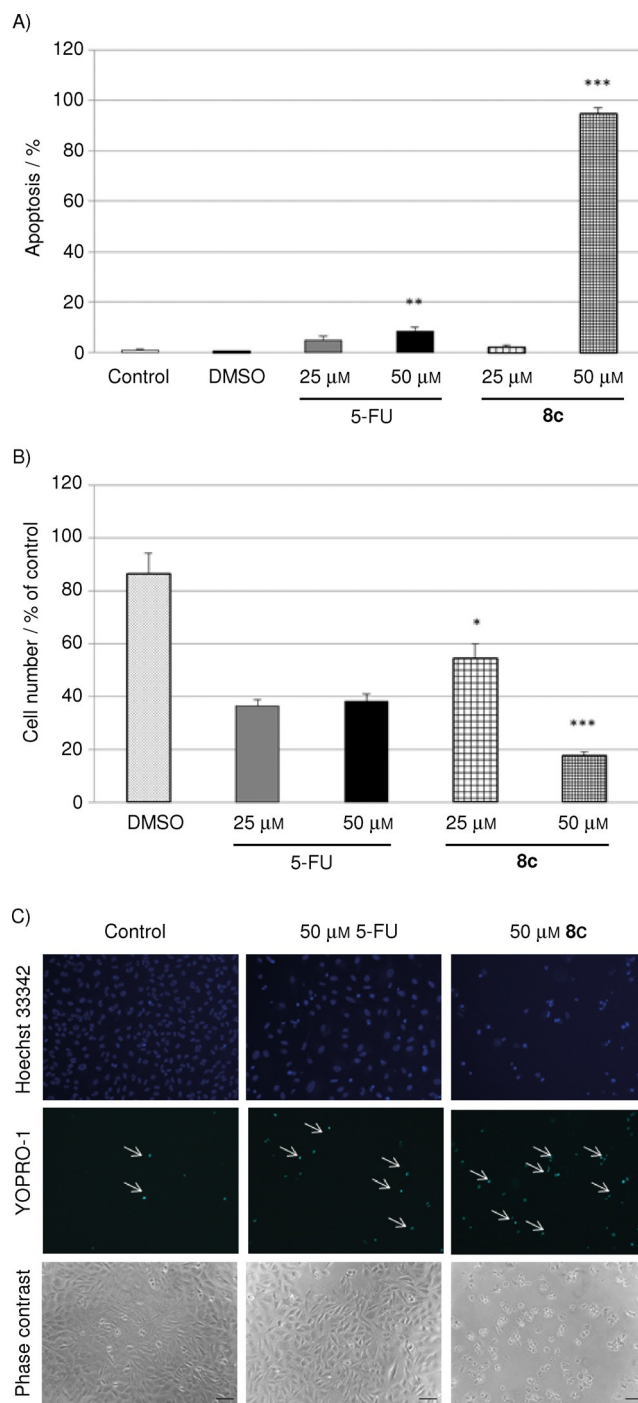 A)
Apoptosis / %
120
100
80
60
40
20
0
***
**
Control DMSO 25 μM 50 μM 25 μM 50 μM
5-FU 8c
B)
Cell number / % of control
120
100
80
60
40
20
0
*
***
DMSO 25 μM 50 μM 25 μM 50 μM
5-FU 8c
C)
Control 50 μM 5-FU 50 μM 8c
Hoechst 33342
YOPRO-1
Phase contrast